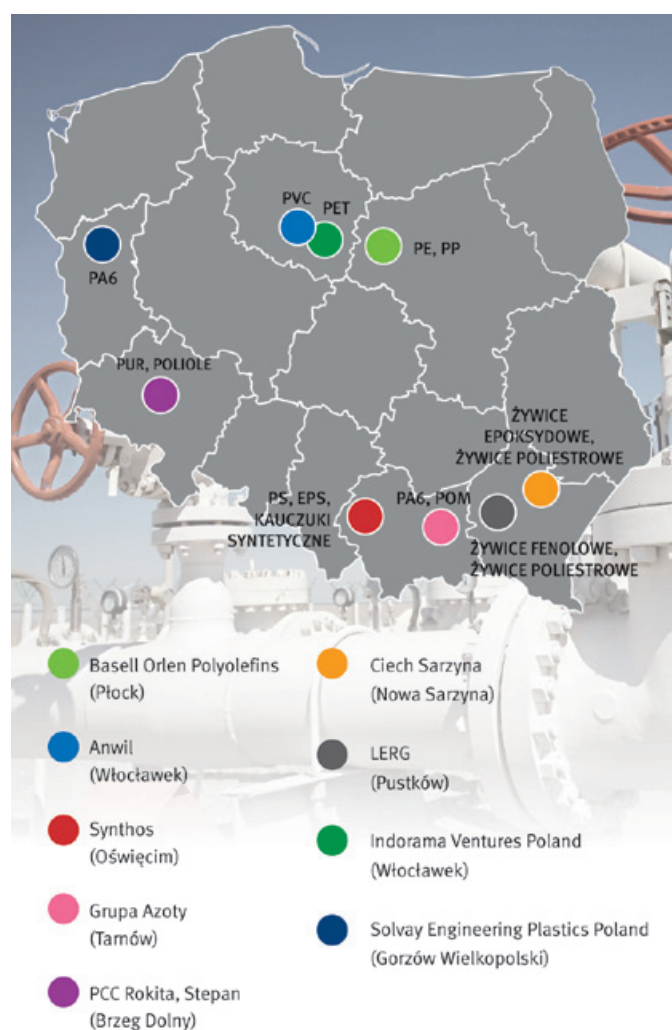 PVC
PET
PE, PP
PA6
PUR, POLIOLE
ŻYWICE
EPOKSYDOWE,
ŻYWICE POLIESTROWE
PS, EPS,
KAUCZUKI
SYNTETYCZNE
PA6, POM
ŻYWICE FENOLOWE,
ŻYWICE POLIESTROWE
Basell Orlen Polyolefins
(Płock)
Anwil
(Włocławek)
Synthos
(Oświęcim)
Grupa Azoty
(Tarnów)
PCC Rokita, Stepan
(Brzeg Dolny)
Ciech Sarzyna
(Nowa Sarzyna)
LERG
(Pustków)
Indorama Ventures Poland
(Włocławek)
Solvay Engineering Plastics Poland
(Gorzów Wielkopolski)